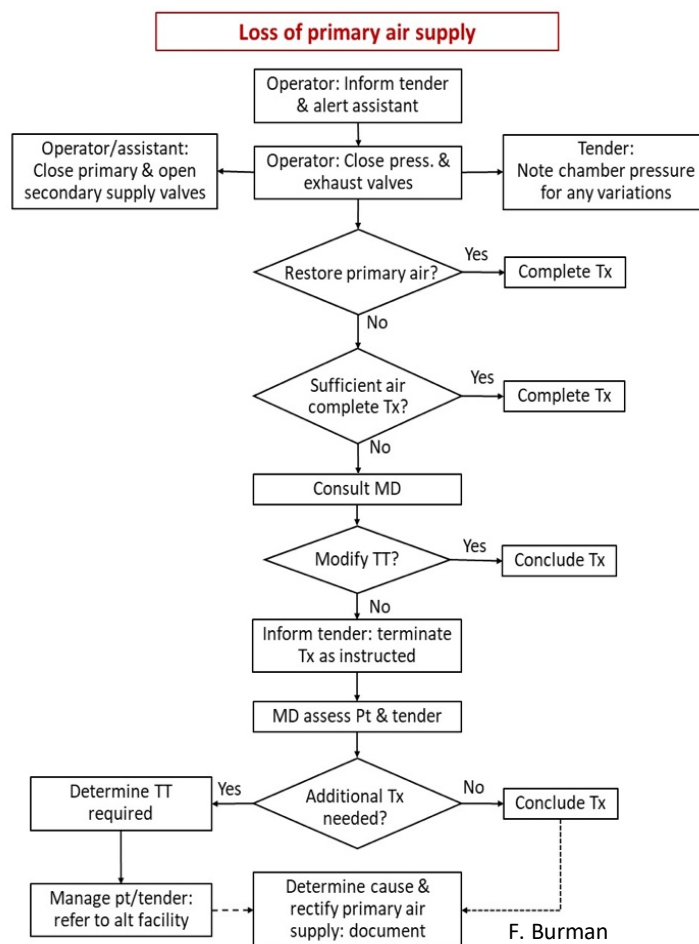 Loss of primary air supply
Operator: Inform tender
& alert assistant
Operator/assistant:
Close primary & open
secondary supply valves
Operator: Close press. &
exhaust valves
Tender:
Note chamber pressure
for any variations
Restore primary air?
Yes
Complete Tx
No
Sufficient air
complete Tx?
Yes
Complete Tx
No
Consult MD
Modify TT?
Yes
Conclude Tx
No
Inform tender: terminate
Tx as instructed
MD assess Pt & tender
Additional Tx
needed?
Yes
Determine TT
required
No
Conclude Tx
Manage pt/tender:
refer to alt facility
Determine cause &
rectify primary air
supply: document
F. Burman